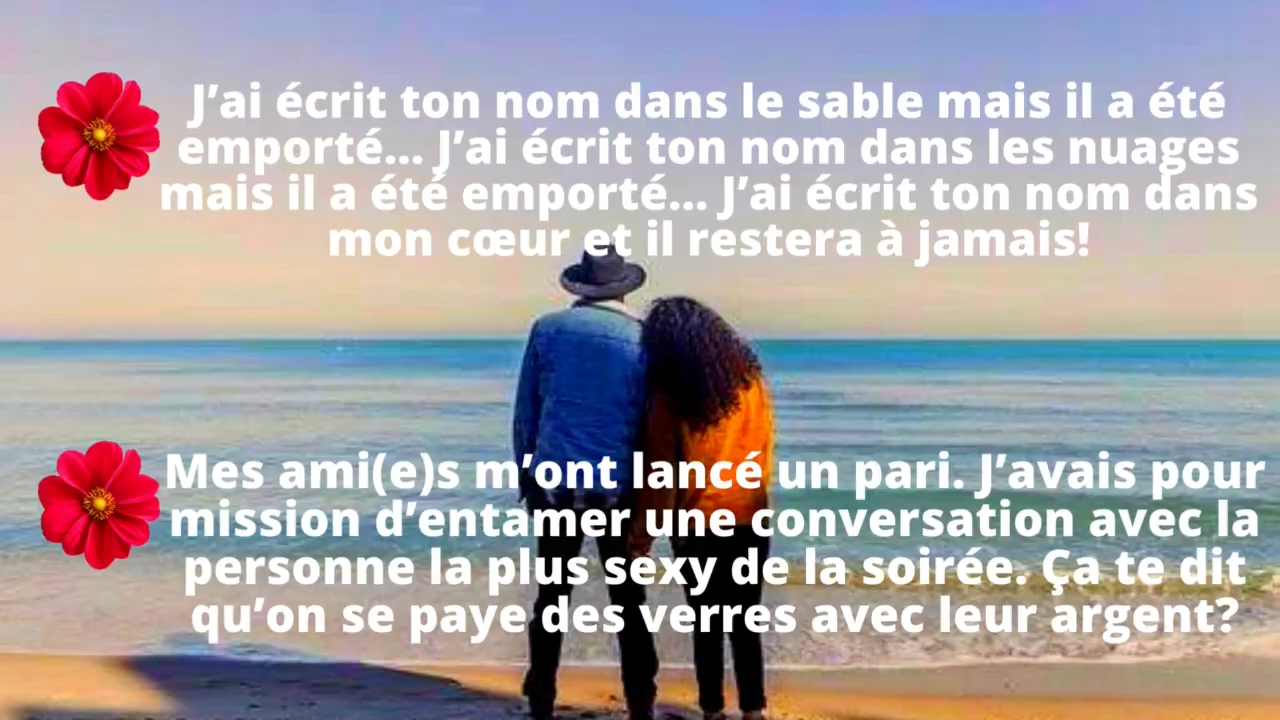 J’ai écrit ton nom dans le sable mais il a été
emporté... J’ai écrit ton nom dans les nuages
mais il a été emporté... J’ai écrit ton nom dans
mon cœur et il restera à jamais!
Mes ami(e)s m’ont lancé un pari. J’avais pour
mission d’entamer une conversation avec la
personne la plus sexy de la soirée. Ça te dit
qu’on se paye des verres avec leur argent?